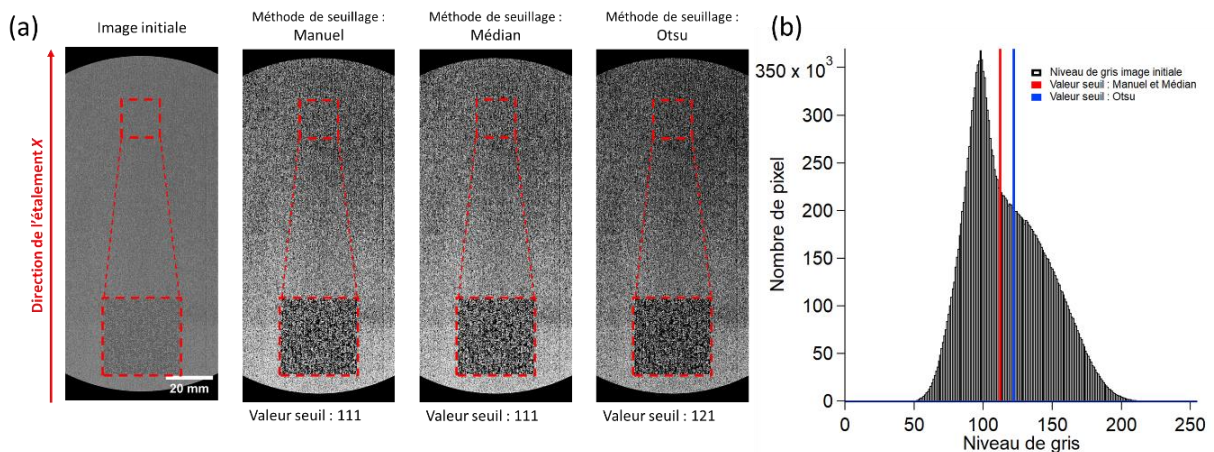 (a)
Direction de l'étalement X
Image initiale
20 mm
Méthode de seuillage :
Manuel
Valeur seuil : 111
Méthode de seuillage :
Médian
Valeur seuil : 111
Méthode de seuillage :
Otsu
Valeur seuil : 121
(b)
Nombre de pixel
350 x 10³
300
250
200
150
100
50
0
0
50
100
150
200
250
Niveau de gris
Niveau de gris image initiale
Valeur seuil : Manuel et Médian
Valeur seuil : Otsu